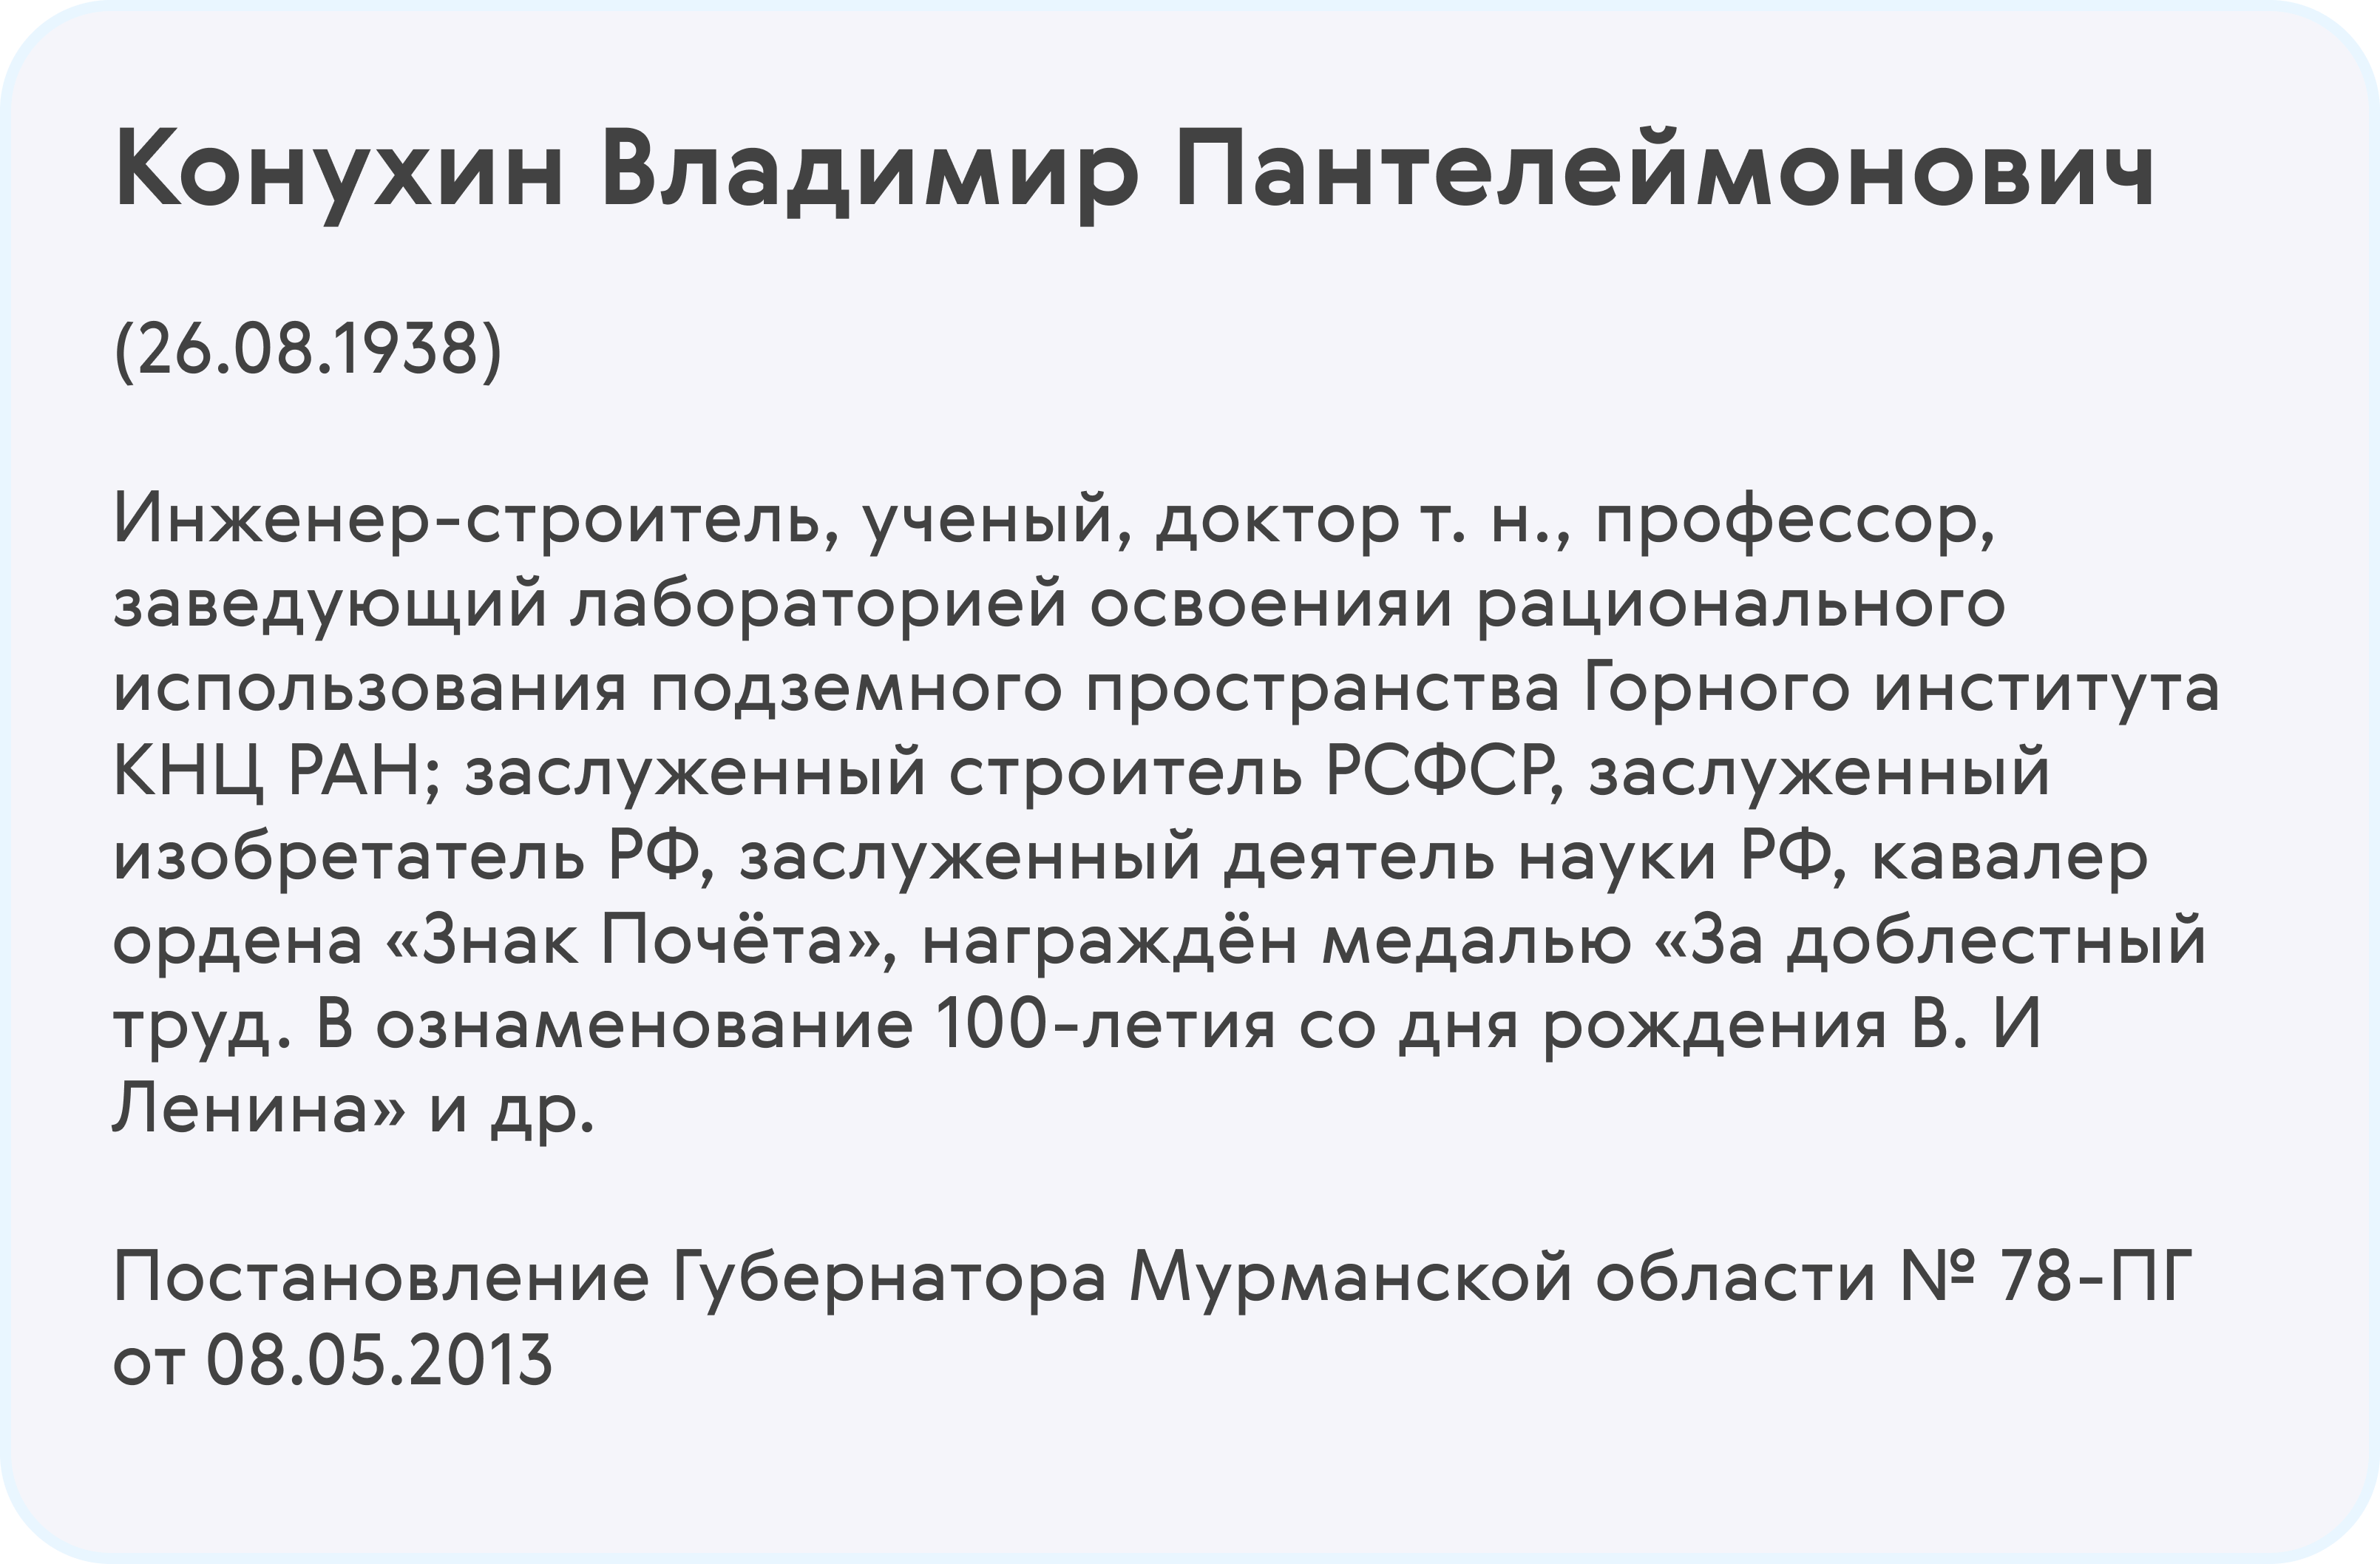 Конухин Владимир Пантелеймонович
(26.08.1938)
Инженер-строитель, ученый, доктор т. н., профессор,
заведующий лабораторией освоенияи рационального
использования подземного пространства Горного института
КНЦ РАН; заслуженный строитель РСФСР, заслуженный
изобретатель РФ, заслуженный деятель науки РФ, кавалер
ордена «Знак Почёта», награждён медалью «За доблестный
труд. В ознаменование 100-летия со дня рождения В. И
Ленина» и др.
Постановление Губернатора Мурманской области № 78-ПГ
от 08.05.2013